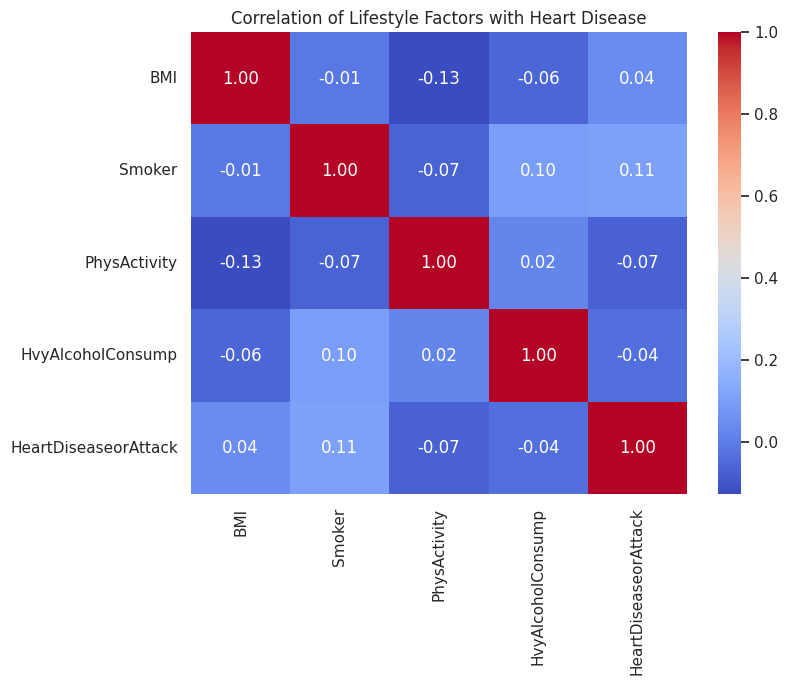 Correlation of Lifestyle Factors with Heart Disease
BMI 1.00 -0.01 -0.13 -0.06 0.04
Smoker -0.01 1.00 -0.07 0.10 0.11
PhysActivity -0.13 -0.07 1.00 0.02 -0.07
HvyAlcoholConsump -0.06 0.10 0.02 1.00 -0.04
HeartDiseaseorAttack 0.04 0.11 -0.07 -0.04 1.00
BMI
Smoker
PhysActivity
HvyAlcoholConsump
HeartDiseaseorAttack
1.0
0.8
0.6
0.4
0.2
0.0